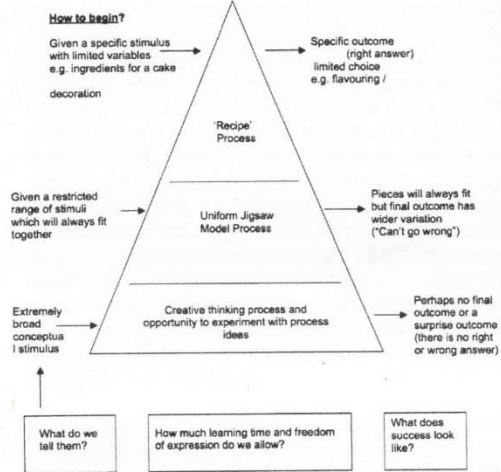 How to begin?
Given a specific stimulus
with limited variables
e.g. ingredients for a cake
decoration
Specific outcome
(right answer)
limited choice
e.g. flavouring /
'Recipe'
Process
Given a restricted
range of stimuli
which will always fit
together
Uniform Jigsaw
Model Process
Pieces will always fit
but final outcome has
wider variation
("Can't go wrong")
Extremely
broad
conceptua
l stimulus
Creative thinking process and
opportunity to experiment with process
ideas
Perhaps no final
outcome or a
surprise outcome
(there is no right
or wrong answer)
What do we
tell them?
How much learning time and freedom
of expression do we allow?
What does
success look
like?